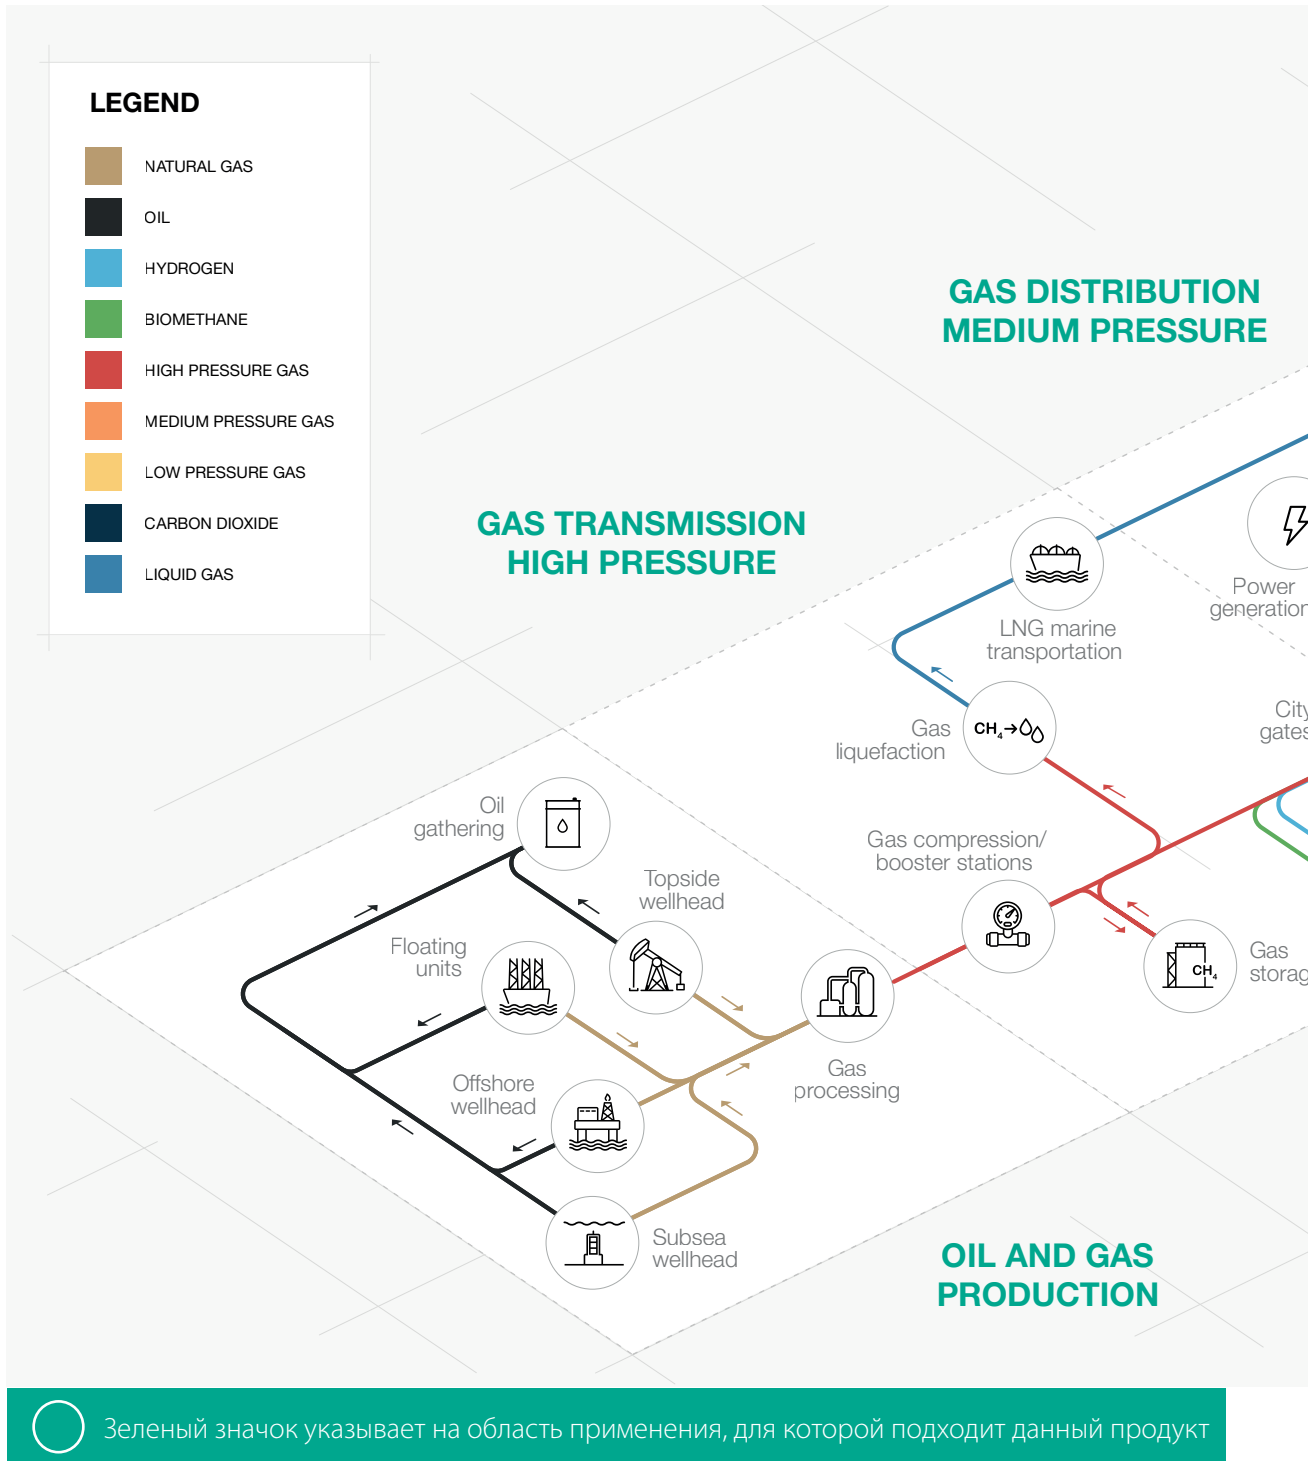 LEGEND
NATURAL GAS
OIL
HYDROGEN
BIOMETHANE
HIGH PRESSURE GAS
MEDIUM PRESSURE GAS
LOW PRESSURE GAS
CARBON DIOXIDE
LIQUID GAS
GAS DISTRIBUTION
MEDIUM PRESSURE
GAS TRANSMISSION
HIGH PRESSURE
Power
generation
LNG marine
transportation
City
gates
Gas
liquefaction
CH₄→
Oil
gathering
Gas compression/
booster stations
Topside
wellhead
Floating
units
Gas
storag
CH₄
Gas
processing
Offshore
wellhead
Subsea
wellhead
OIL AND GAS
PRODUCTION
Зеленый значок указывает на область применения, для которой подходит данный продукт